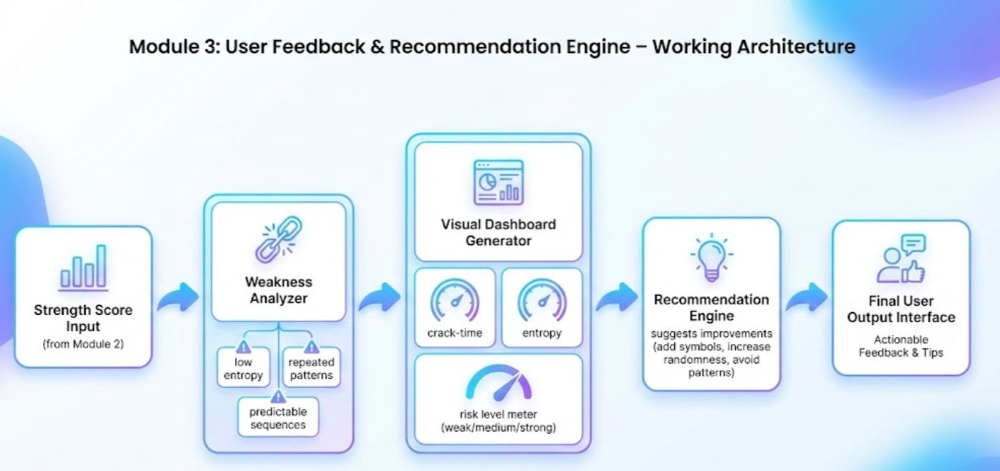 Module 3: User Feedback & Recommendation Engine – Working Architecture
Strength Score
Input
(from Module 2)
Weakness
Analyzer
low
entropy
repeated
patterns
predictable
sequences
Visual Dashboard
Generator
crack-time
entropy
risk level meter
(weak/medium/strong)
Recommendation
Engine
suggests improvements
(add symbols, increase
randomness, avoid
patterns)
Final User
Output Interface
Actionable
Feedback & Tips